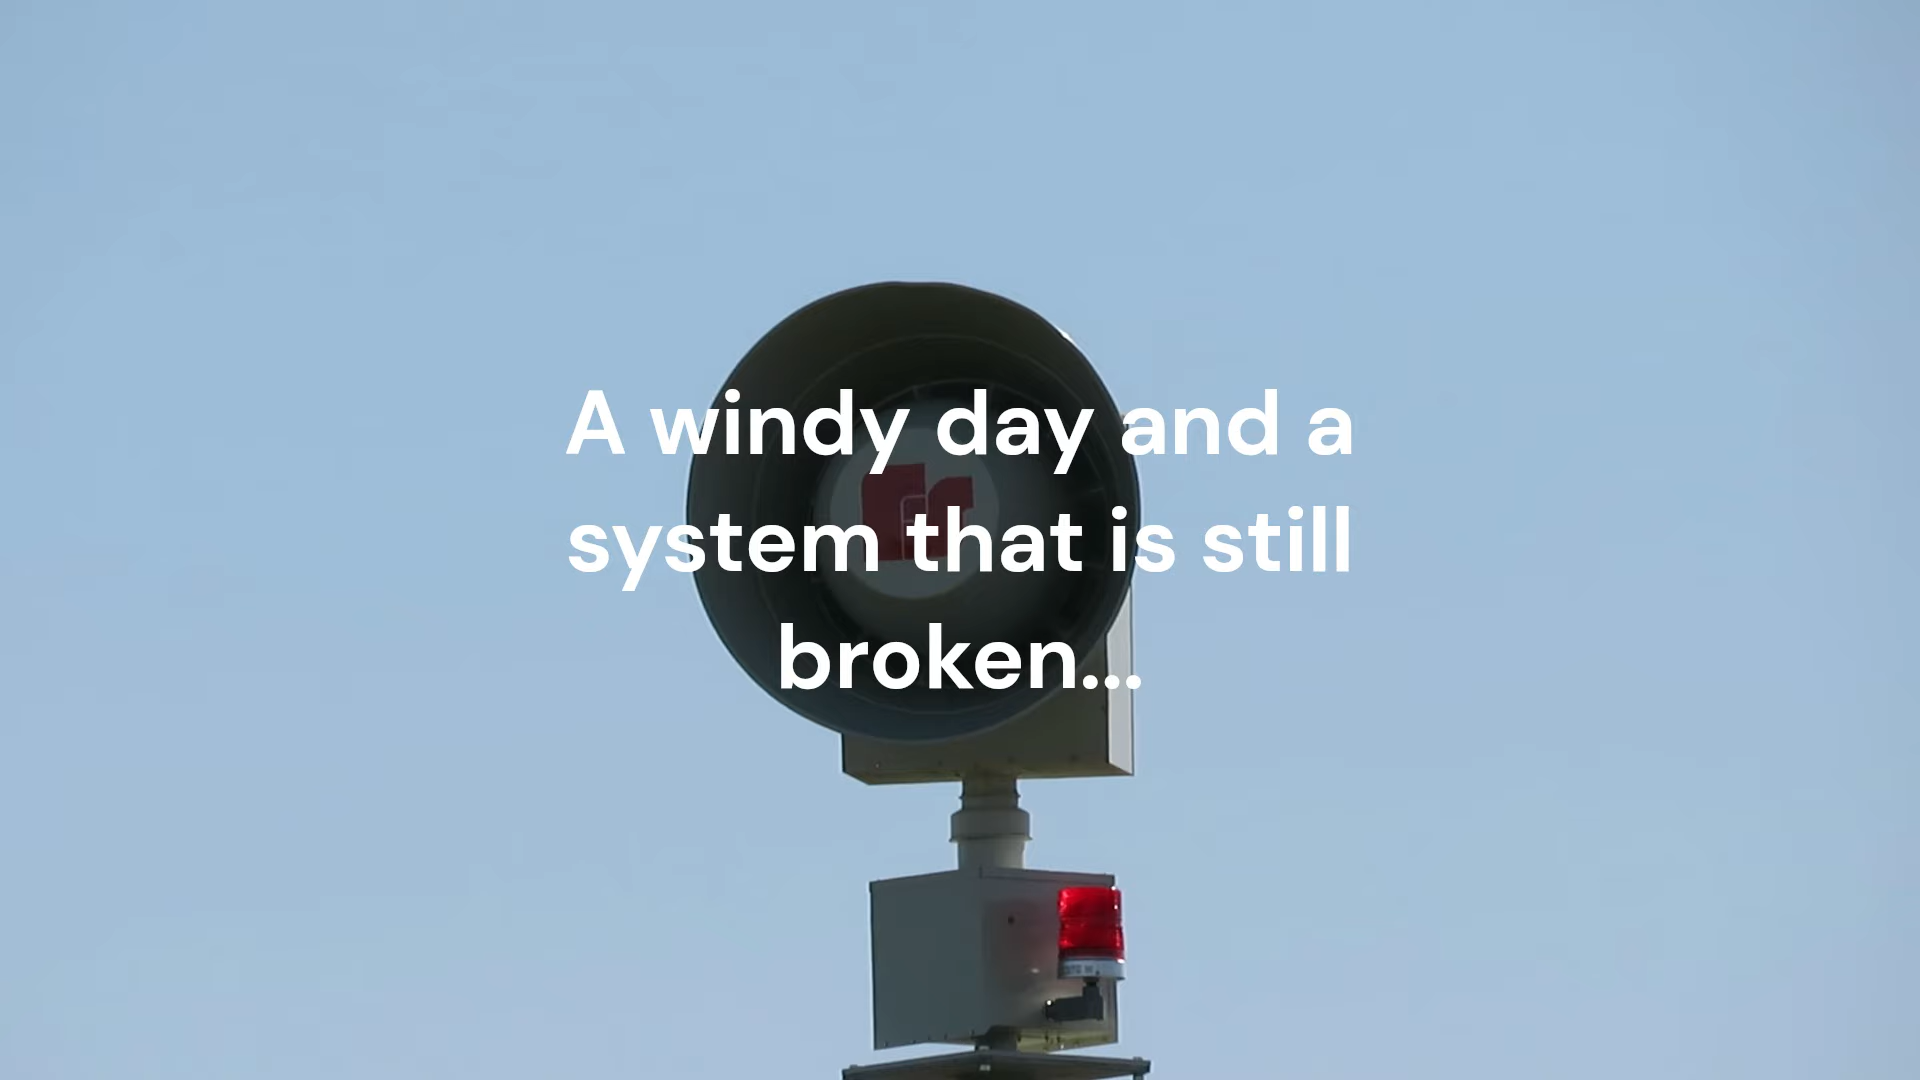 A windy day and a
system that is still
broken...